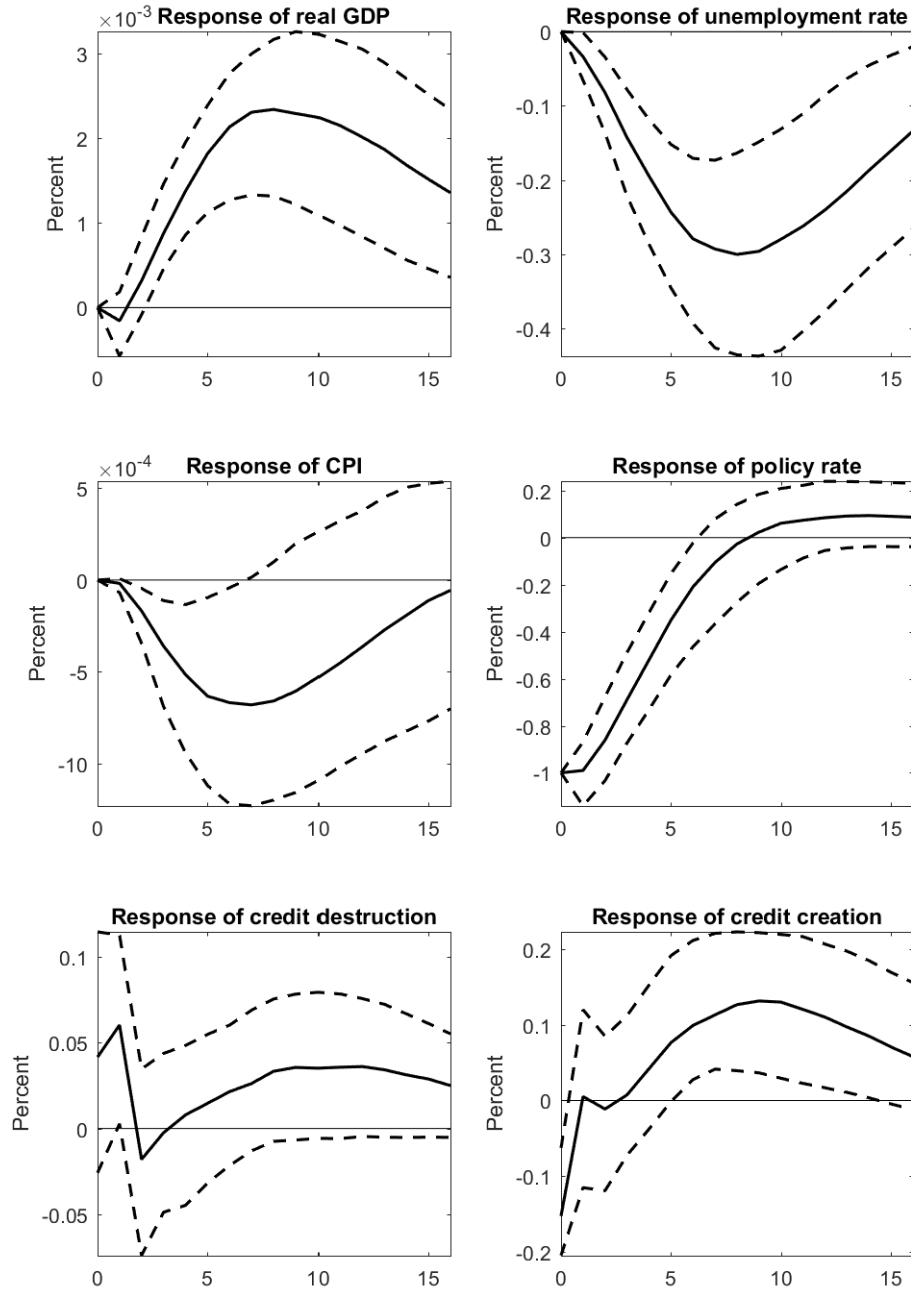 Response of real GDP
×10⁻³
Percent
3
2
1
0
0 5 10 15
Response of unemployment rate
Percent
0
-0.1
-0.2
-0.3
-0.4
0 5 10 15
Response of CPI
×10⁻⁴
Percent
5
0
-5
-10
0 5 10 15
Response of policy rate
Percent
0.2
0
-0.2
-0.4
-0.6
-0.8
-1
0 5 10 15
Response of credit destruction
Percent
0.1
0.05
0
-0.05
0 5 10 15
Response of credit creation
Percent
0.2
0.1
0
-0.1
-0.2
0 5 10 15